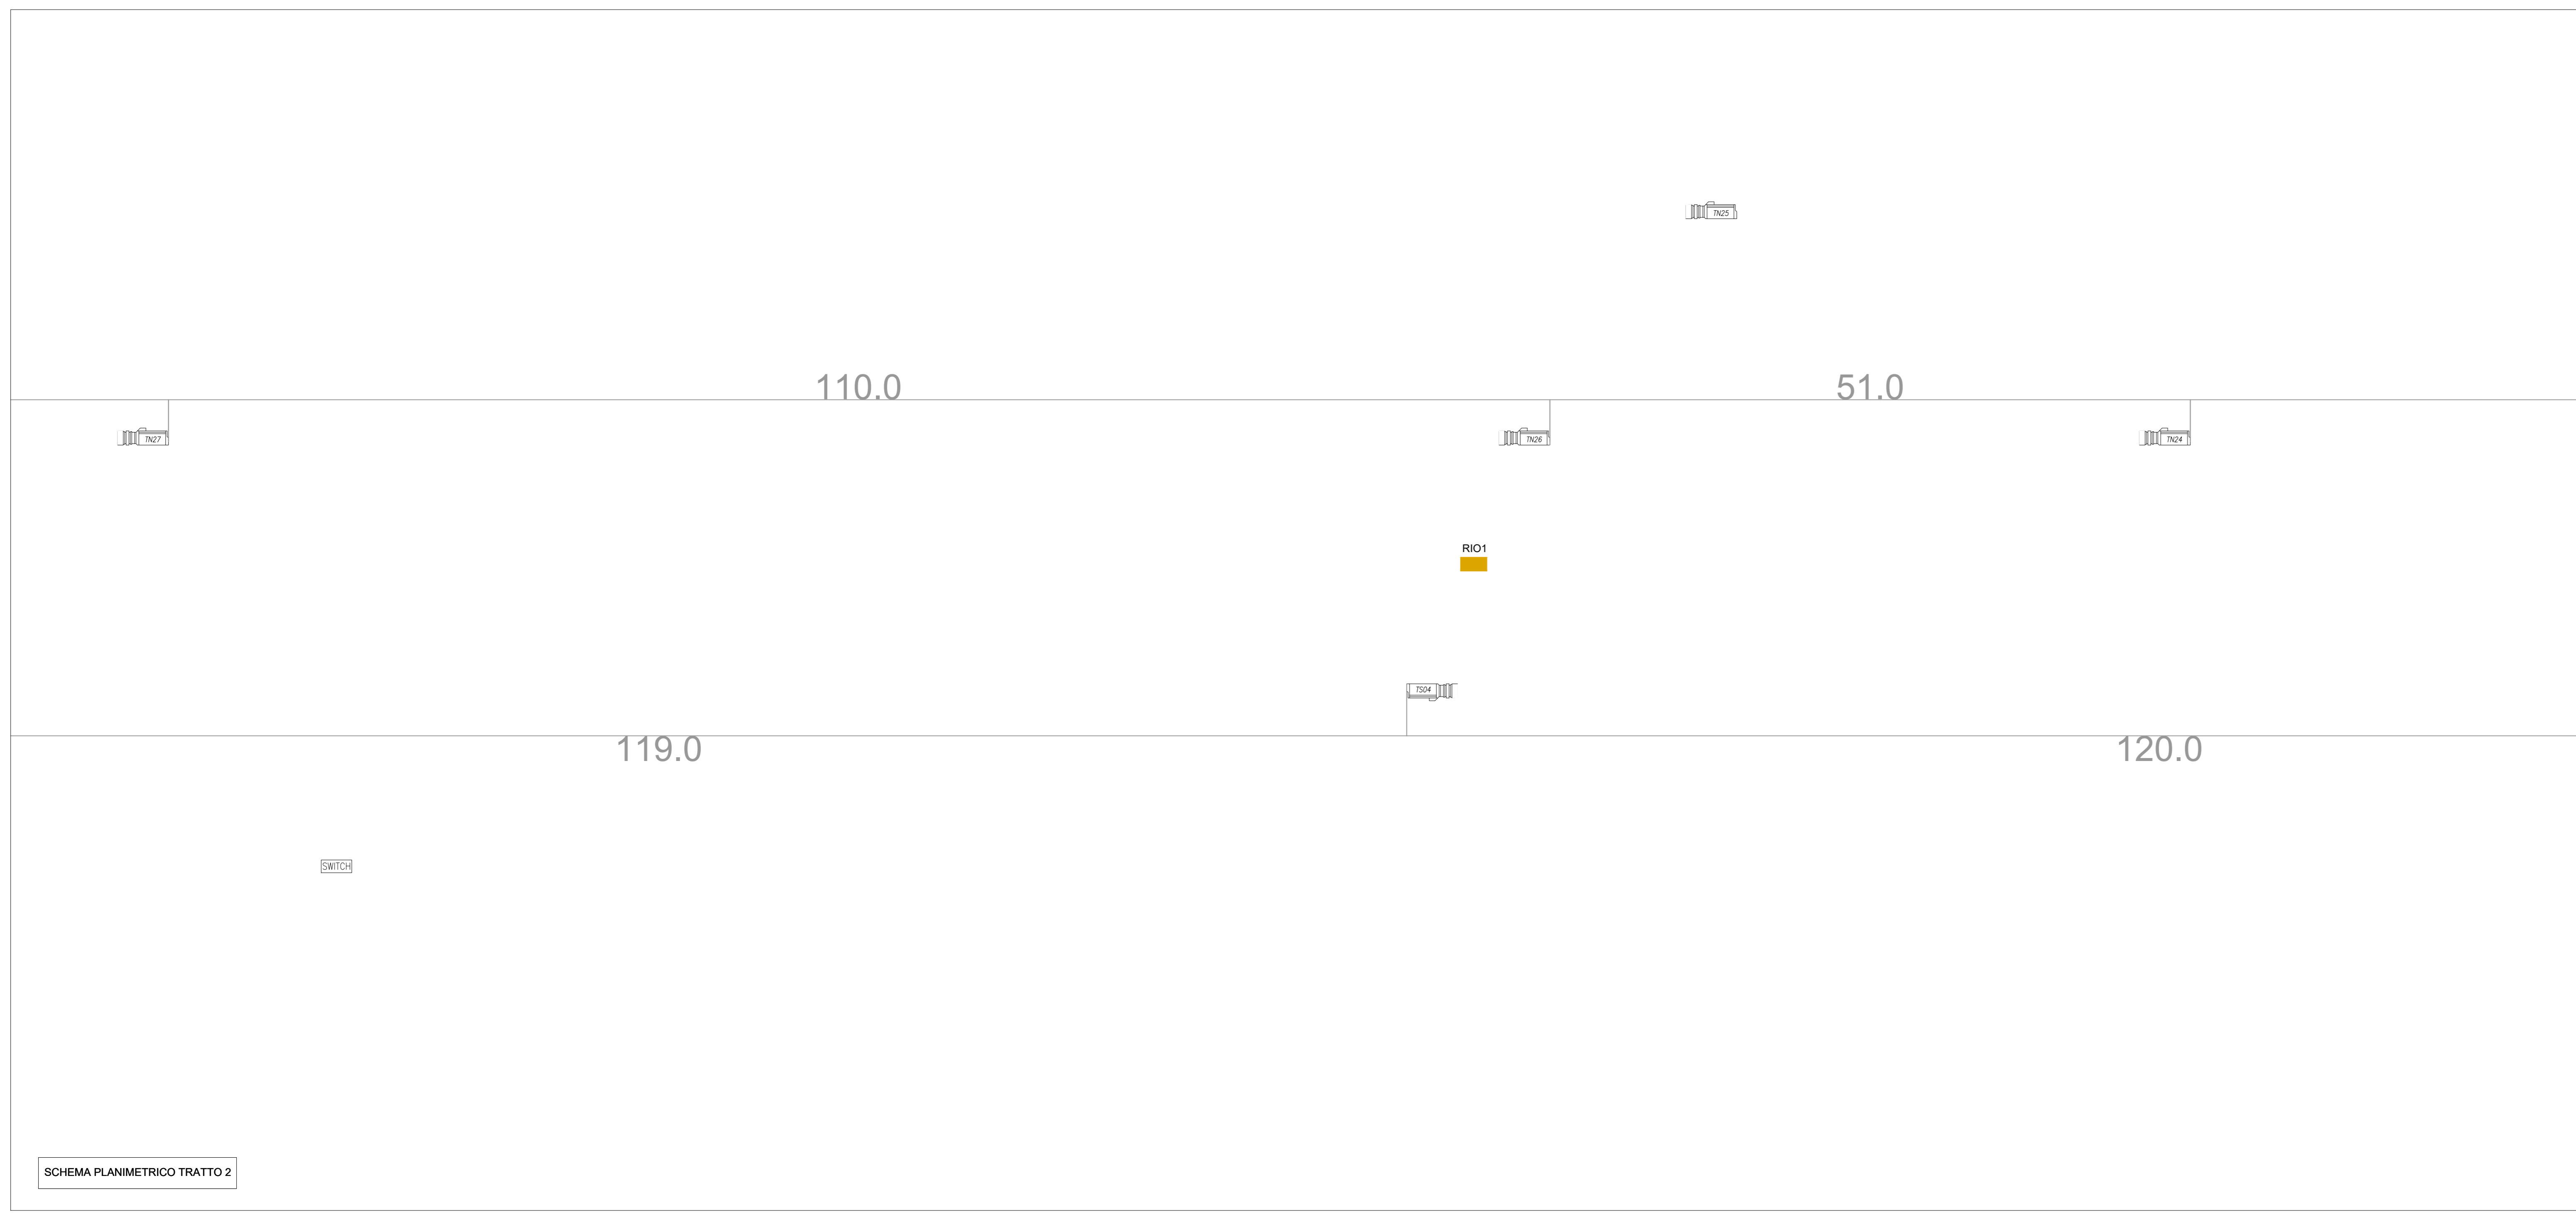 TN25
110.0
51.0
TN27
TN26
TN24
RIO1
TS04
119.0
120.0
SWITCH
SCHEMA PLANIMETRICO TRATTO 2